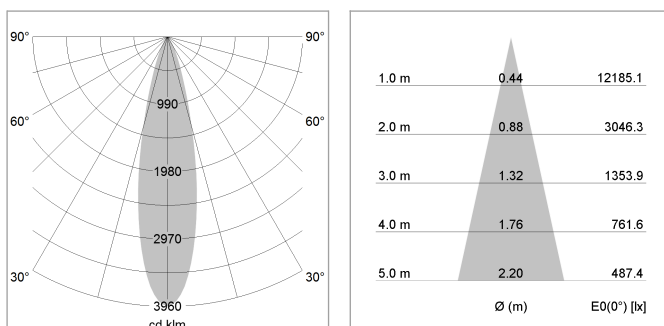 90° 90°
990
60° 60°
1980
2970
30° 30°
3960
cd klm
1.0 m 0.44 12185.1
2.0 m 0.88 3046.3
3.0 m 1.32 1353.9
4.0 m 1.76 761.6
5.0 m 2.20 487.4
Ø (m) E0(0°) [lx]